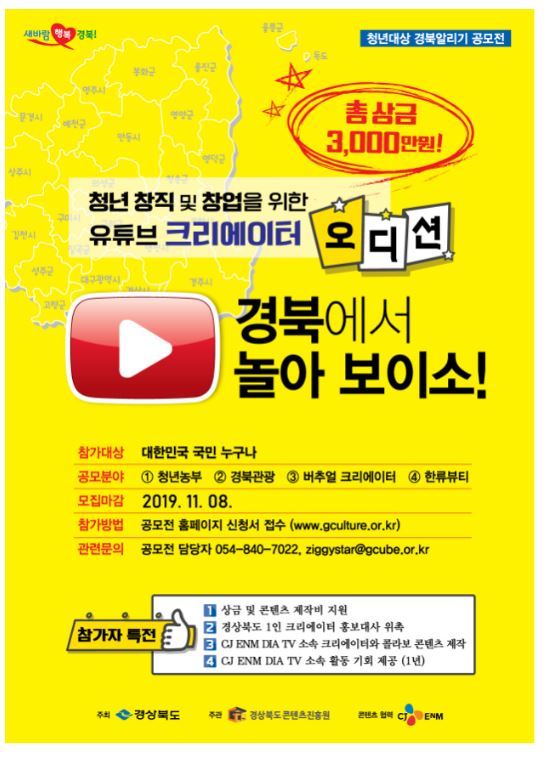 새바람 행복 경북!
청년대상 경북알리기 공모전
울릉군
독도
울진군
봉화군
영주시
문경시
예천군
안동시
영양군
영덕군
상주시
청송군
의성군
구미시
김천시
성주군
대구광역시
고령군
경주시
총 상금
3,000만원!
청년 창직 및 창업을 위한
유튜브 크리에이터 오디션
경북에서
놀아 보이소!
참가대상 대한민국 국민 누구나
공모분야 ① 청년농부 ② 경북관광 ③ 버추얼 크리에이터 ④ 한류뷰티
모집마감 2019. 11. 08.
참가방법 공모전 홈페이지 신청서 접수 (www.gculture.or.kr)
관련문의 공모전 담당자 054-840-7022, ziggystar@gcube.or.kr
참가자 특전
1 상금 및 콘텐츠 제작비 지원
2 경상북도 1인 크리에이터 홍보대사 위촉
3 CJ ENM DIA TV 소속 크리에이터와 콜라보 콘텐츠 제작
4 CJ ENM DIA TV 소속 활동 기회 제공 (1년)
주최 경상북도 주관 경상북도콘텐츠진흥원 콘텐츠 협력 CJ ENM